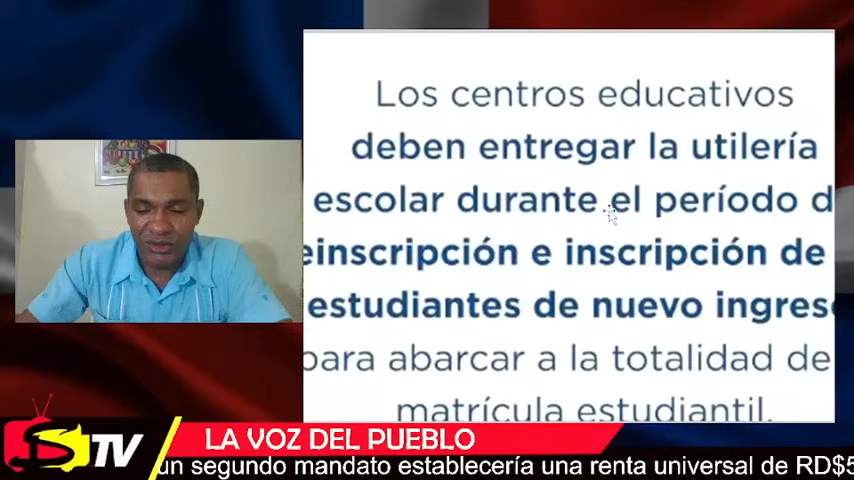 Los centros educativos
deben entregar la utilería
escolar durante el período d
einscripción e inscripción de
estudiantes de nuevo ingreso
para abarcar a la totalidad de
matrícula estudiantil.
STV
LA VOZ DEL PUEBLO
un segundo mandato establecería una renta universal de RD$5